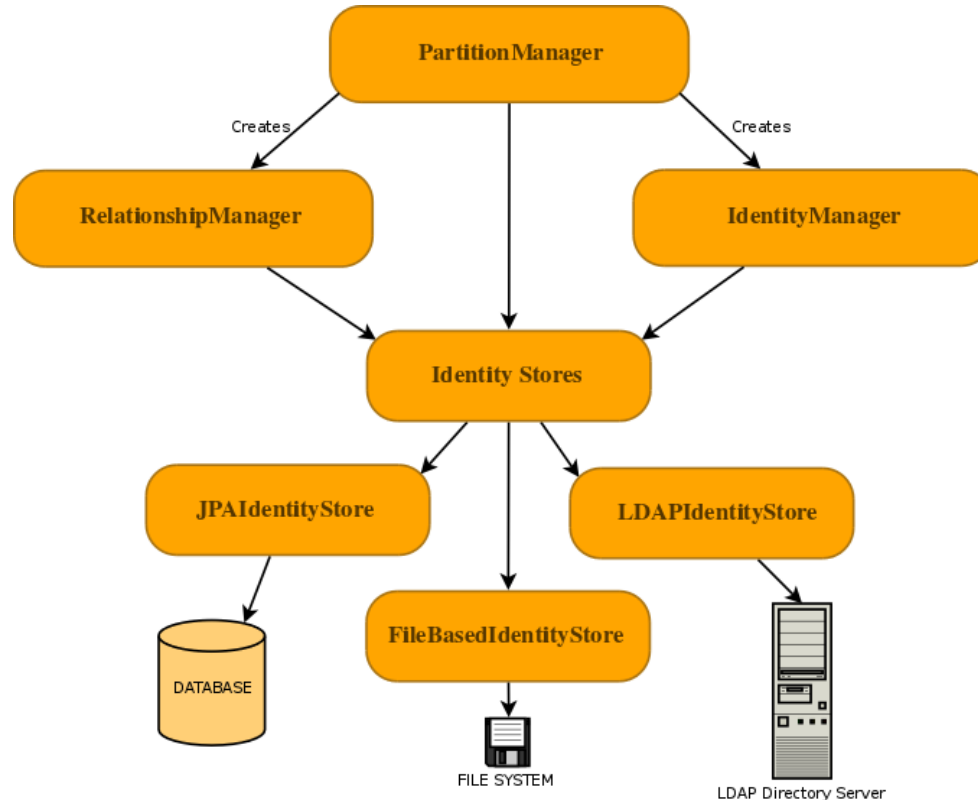 PartitionManager
Creates
Creates
RelationshipManager
IdentityManager
Identity Stores
JPAIdentityStore
LDAPIdentityStore
FileBasedIdentityStore
DATABASE
FILE SYSTEM
LDAP Directory Server